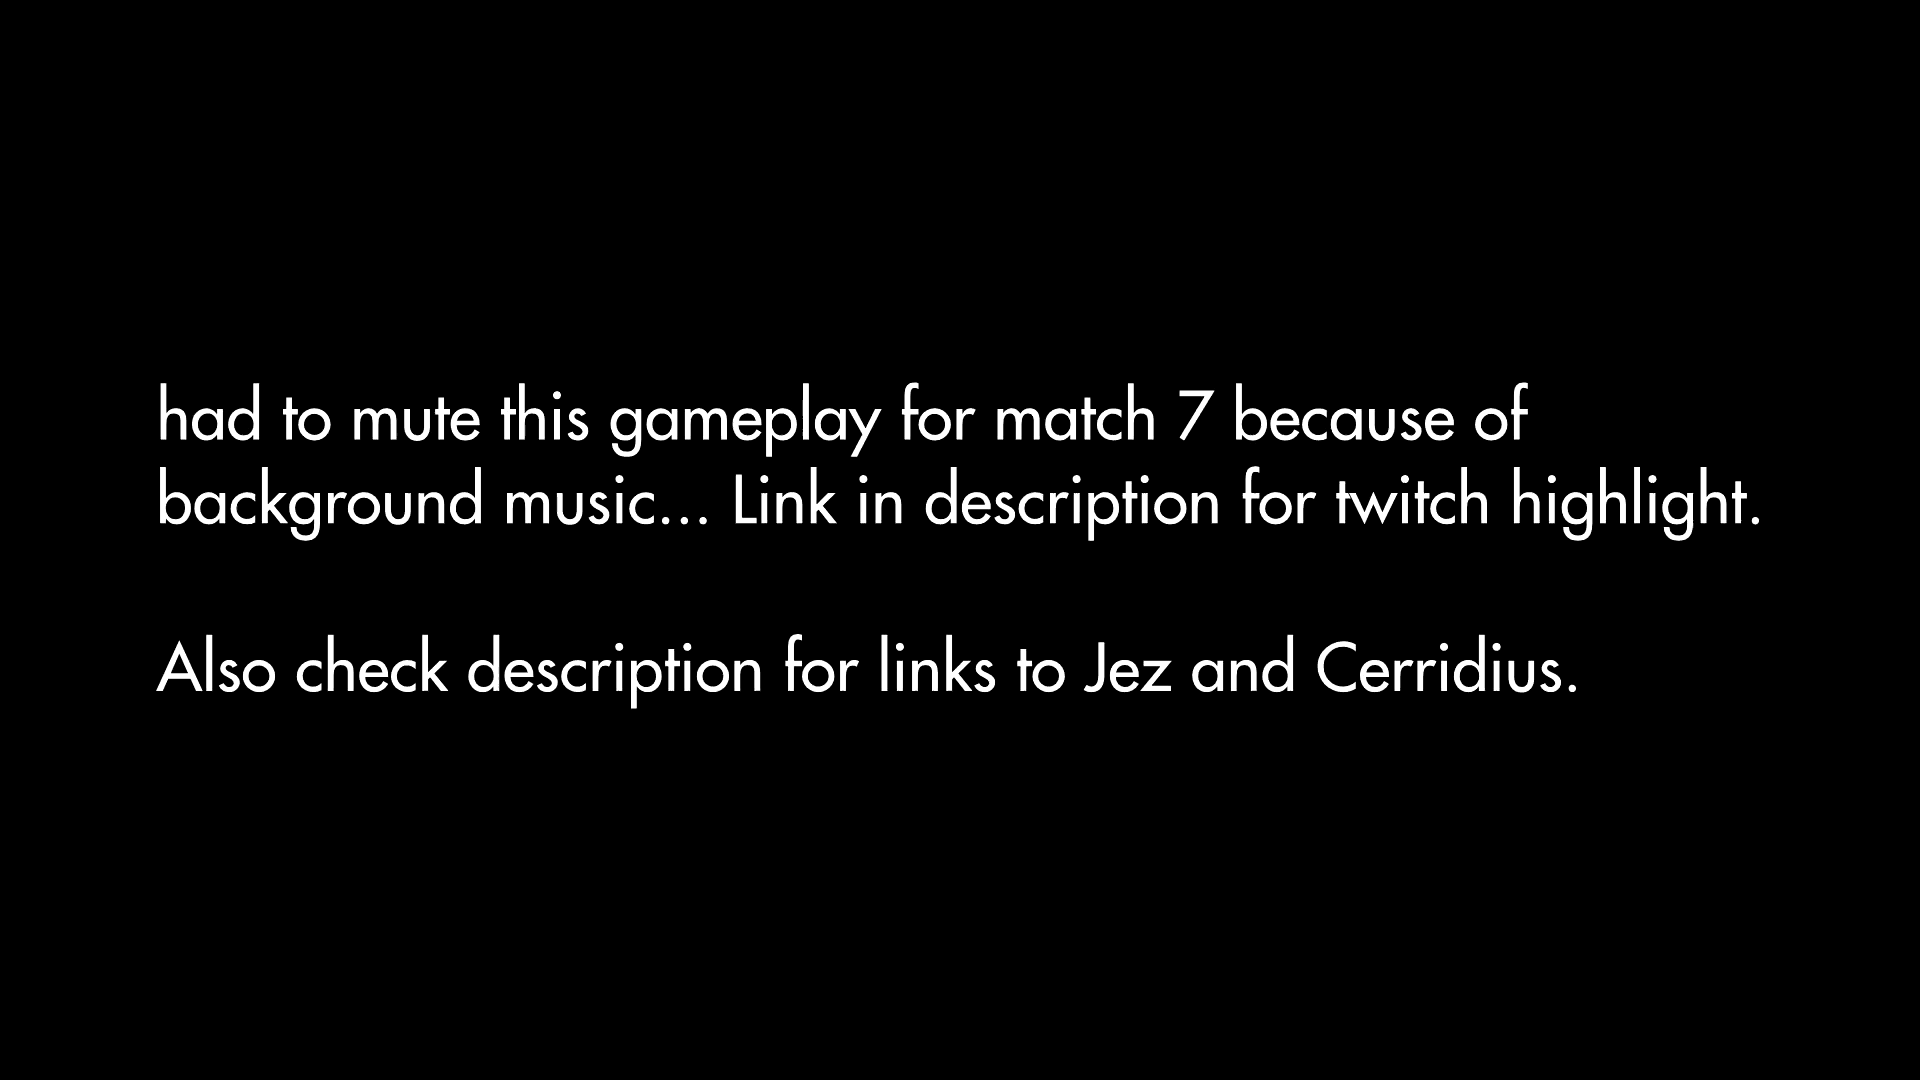 had to mute this gameplay for match 7 because of
background music... Link in description for twitch highlight.
Also check description for links to Jez and Cerridius.